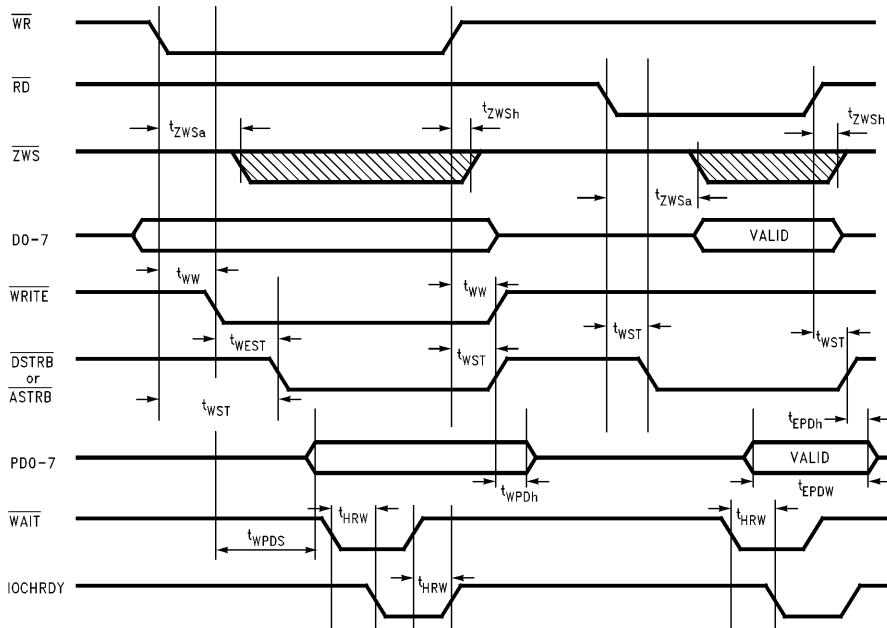 WR
RD
tZWSh
tZWSa
tZWSh
ZWS
tZWSa
D0-7
VALID
tWW
tWW
WRITE
tWEST
tWST
tWST
tWST
DSTRB
or
ASTRB
tWST
tEPDh
PD0-7
VALID
tWPDh
tEPDW
WAIT
tHRW
tHRW
tWPDS
tHRW
IOCHRDY